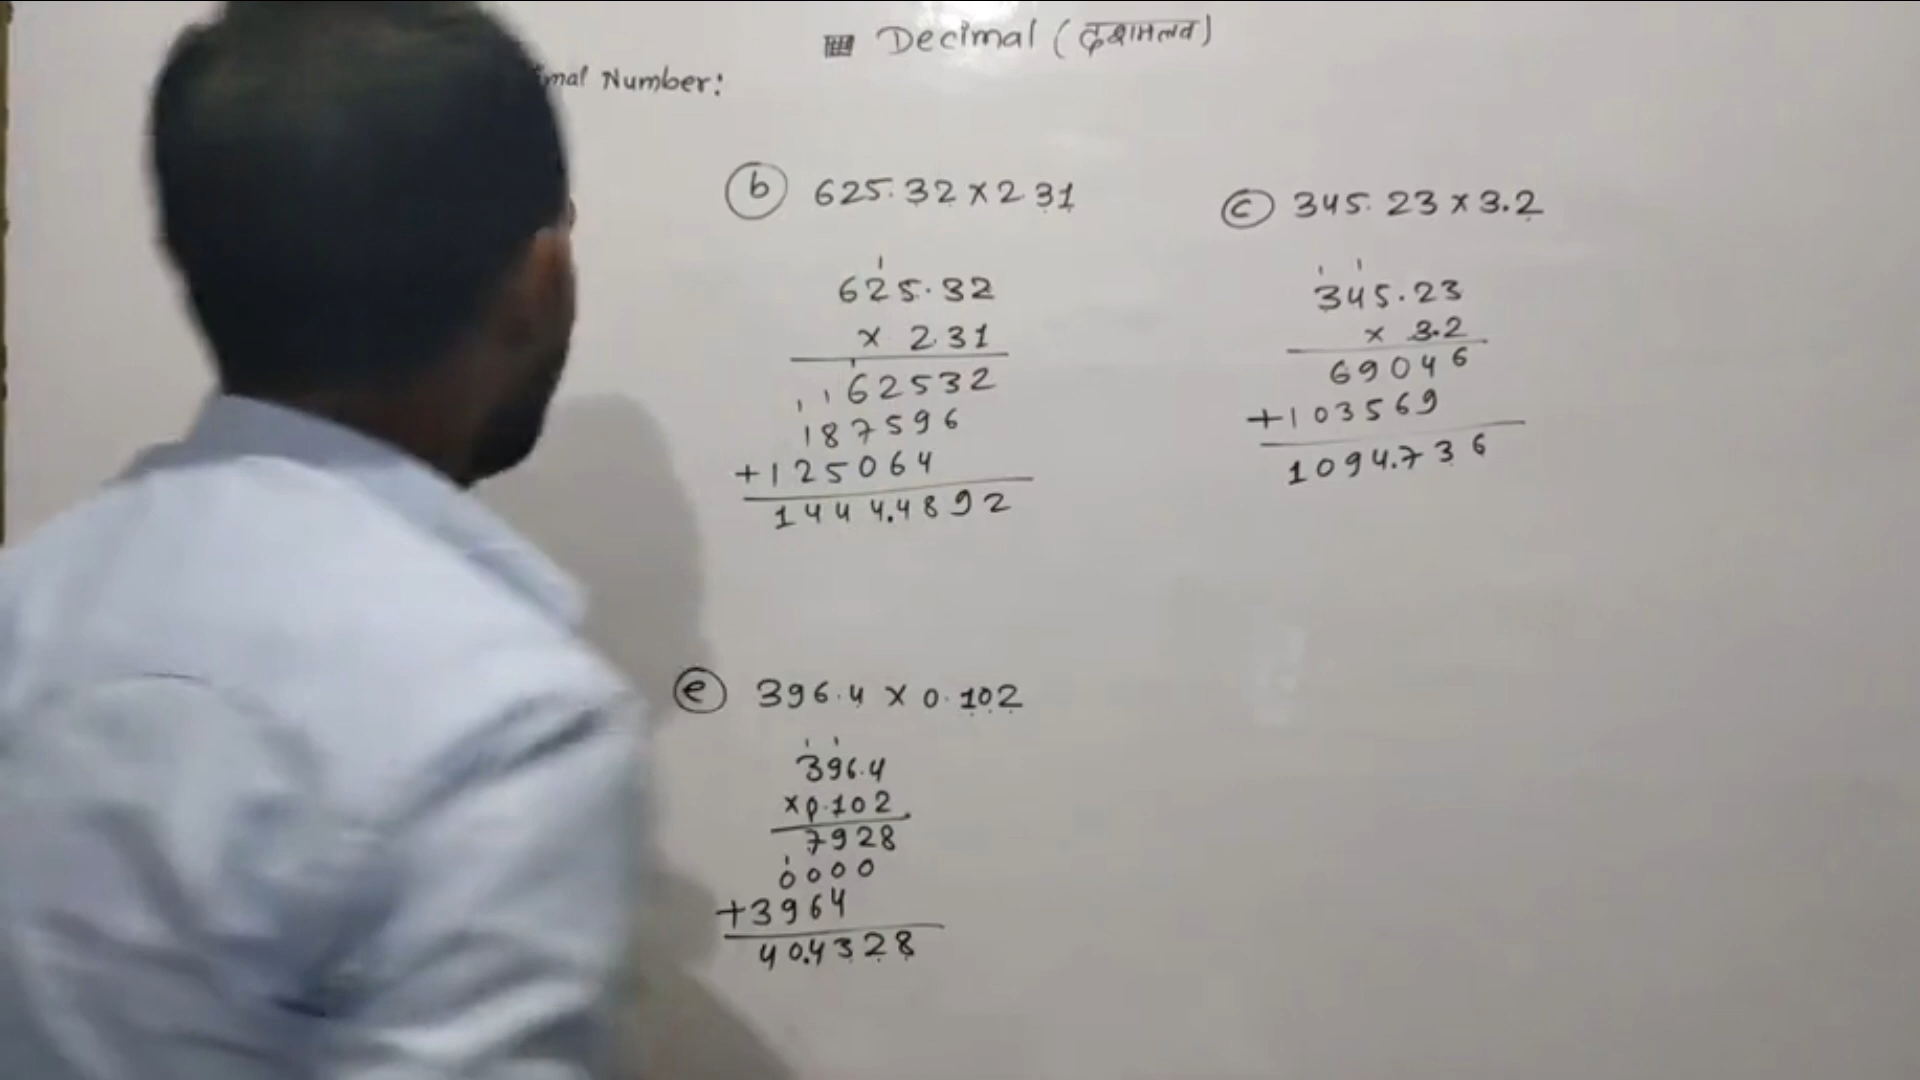 Decimal (दशमलव)
Number:
b 625.32 x 2.31
625.32
x 2.31
62532
187596
+125064
1444.4892
c 345.23 x 3.2
345.23
x 3.2
69046
+103569
1094.736
e 396.4 x 0.102
396.4
x0.102
7928
0000
+3964
40.4328